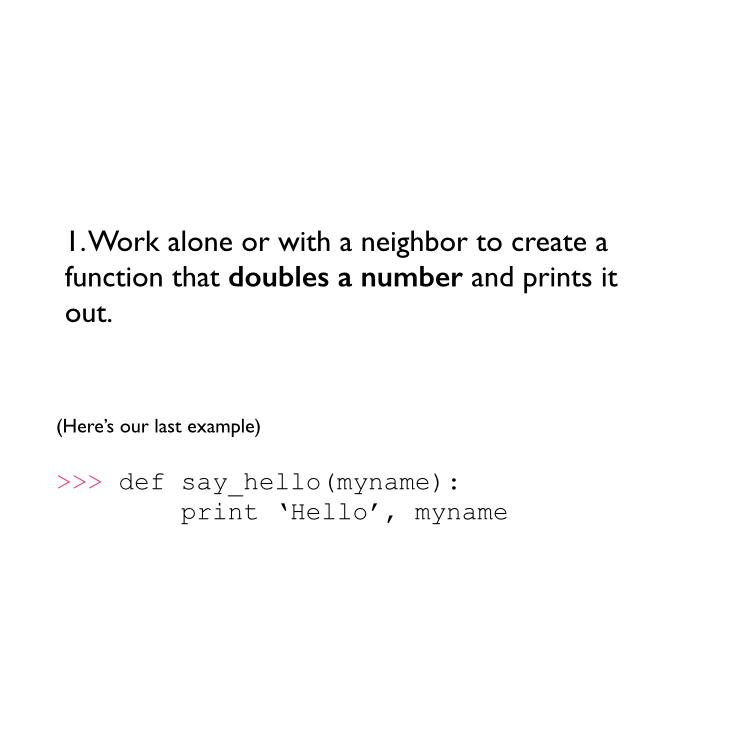 1. Work alone or with a neighbor to create a
function that doubles a number and prints it
out.
(Here’s our last example)
>>> def say_hello(myname):
        print ‘Hello’, myname